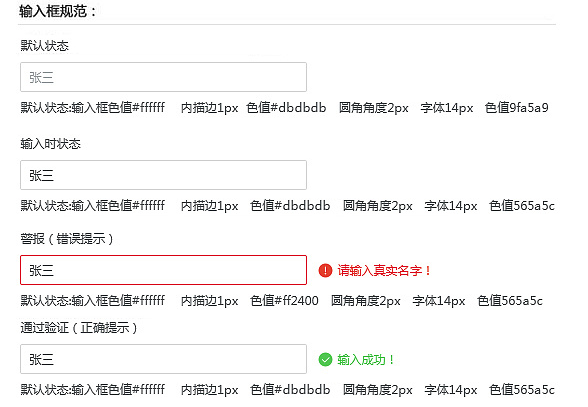 输入框规范：
默认状态
张三
默认状态:输入框色值#ffffff 内描边1px 色值#dbdbdb 圆角角度2px 字体14px 色值9fa5a9
输入时状态
张三
默认状态:输入框色值#ffffff 内描边1px 色值#dbdbdb 圆角角度2px 字体14px 色值565a5c
警报（错误提示）
张三 请输入真实名字！
默认状态:输入框色值#ffffff 内描边1px 色值#ff2400 圆角角度2px 字体14px 色值565a5c
通过验证（正确提示）
张三 输入成功！
默认状态:输入框色值#ffffff 内描边1px 色值#dbdbdb 圆角角度2px 字体14px 色值565a5c